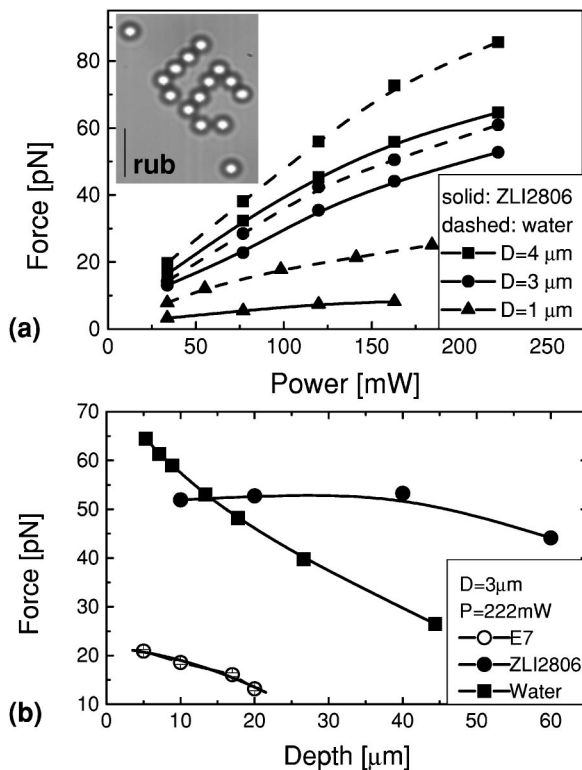 rub
90
80
60
40
20
0
Force [pN]
0 50 100 150 200 250
Power [mW]
solid: ZLI2806
dashed: water
D=4 μm
D=3 μm
D=1 μm
(a)
70
60
50
40
30
20
10
Force [pN]
0 10 20 30 40 50 60
Depth [μm]
D=3μm
P=222mW
E7
ZLI2806
Water
(b)